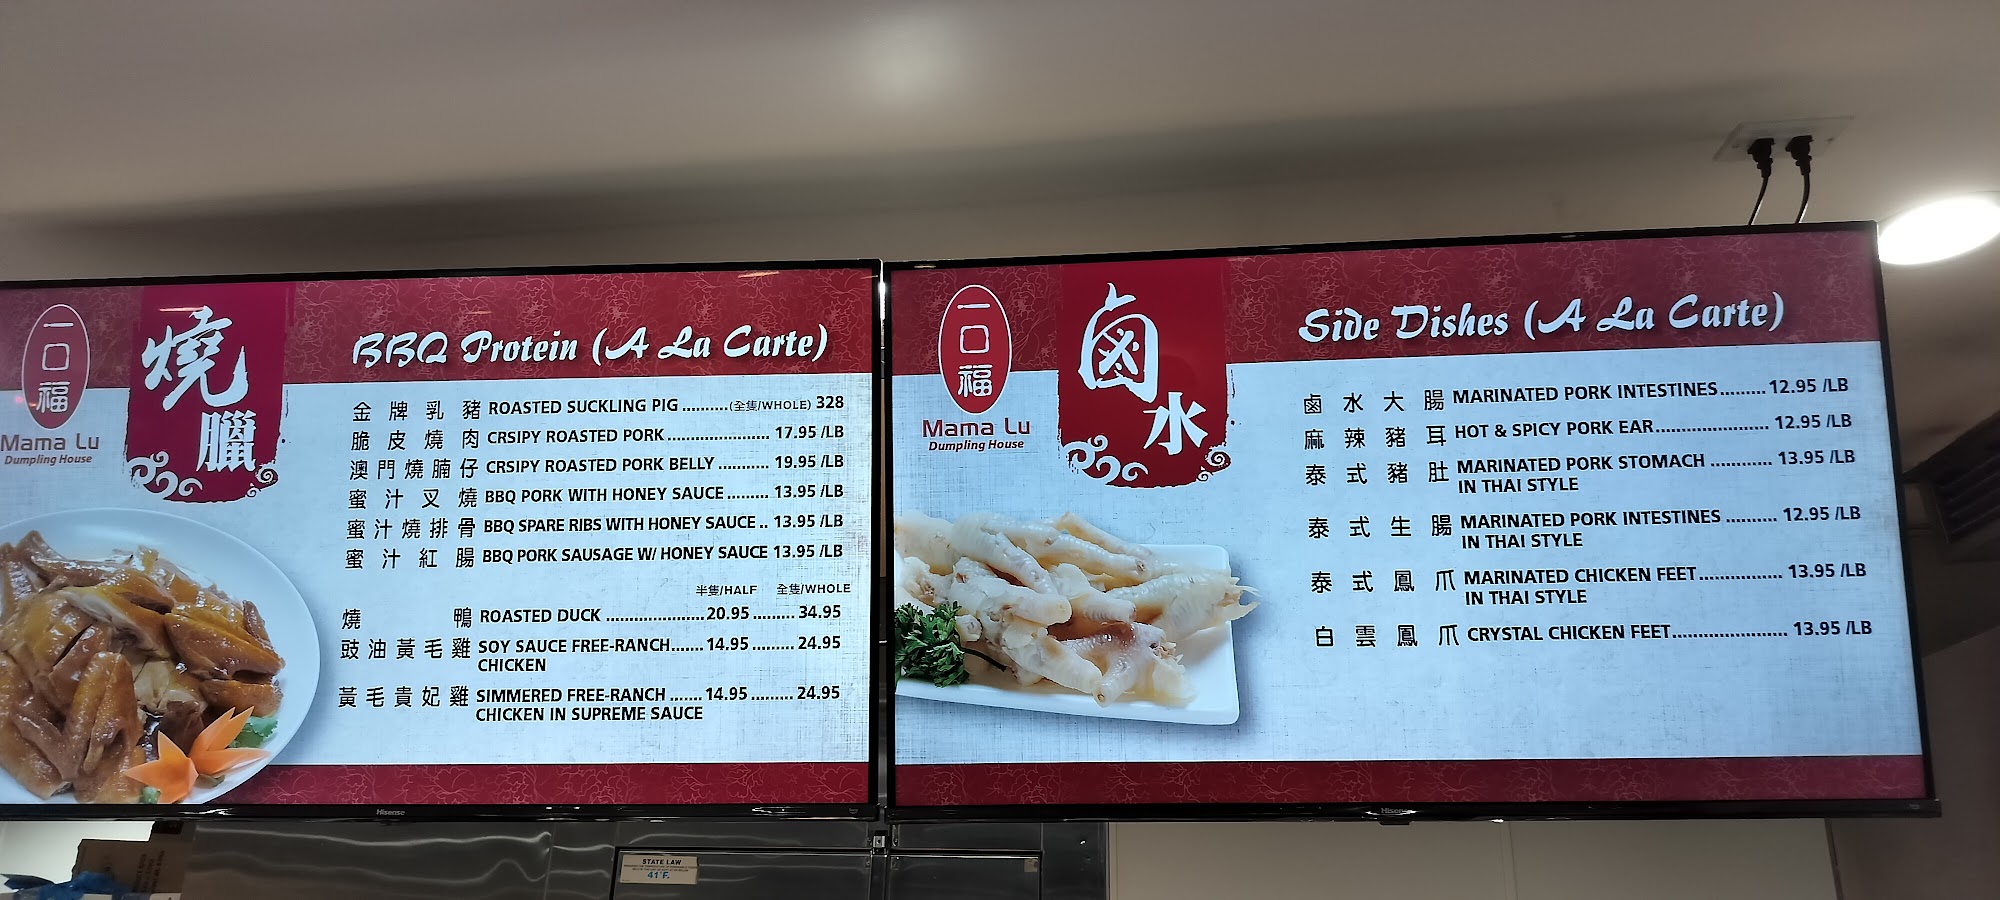 一口福
Mama Lu
Dumpling House
燒臘
BBQ Protein (A La Carte)
金牌乳豬 ROASTED SUCKLING PIG ..........(全隻/WHOLE) 328
脆皮燒肉 CRSIPY ROASTED PORK ...................... 17.95 /LB
澳門燒腩仔 CRSIPY ROASTED PORK BELLY ........... 19.95 /LB
蜜汁叉燒 BBQ PORK WITH HONEY SAUCE ......... 13.95 /LB
蜜汁燒排骨 BBQ SPARE RIBS WITH HONEY SAUCE .. 13.95 /LB
蜜汁紅腸 BBQ PORK SAUSAGE W/ HONEY SAUCE 13.95 /LB
半隻/HALF 全隻/WHOLE
燒鴨 ROASTED DUCK ..................... 20.95 ......... 34.95
豉油黃毛雞 SOY SAUCE FREE-RANCH....... 14.95 ......... 24.95
CHICKEN
黃毛貴妃雞 SIMMERED FREE-RANCH ....... 14.95 ......... 24.95
CHICKEN IN SUPREME SAUCE
Hisense
一口福
Mama Lu
Dumpling House
鹵水
Side Dishes (A La Carte)
鹵水大腸 MARINATED PORK INTESTINES ......... 12.95 /LB
麻辣豬耳 HOT & SPICY PORK EAR...................... 12.95 /LB
泰式豬肚 MARINATED PORK STOMACH ............ 13.95 /LB
IN THAI STYLE
泰式生腸 MARINATED PORK INTESTINES .......... 12.95 /LB
IN THAI STYLE
泰式鳳爪 MARINATED CHICKEN FEET................. 13.95 /LB
IN THAI STYLE
白雲鳳爪 CRYSTAL CHICKEN FEET....................... 13.95 /LB
Hisense
STATE LAW
41°F.